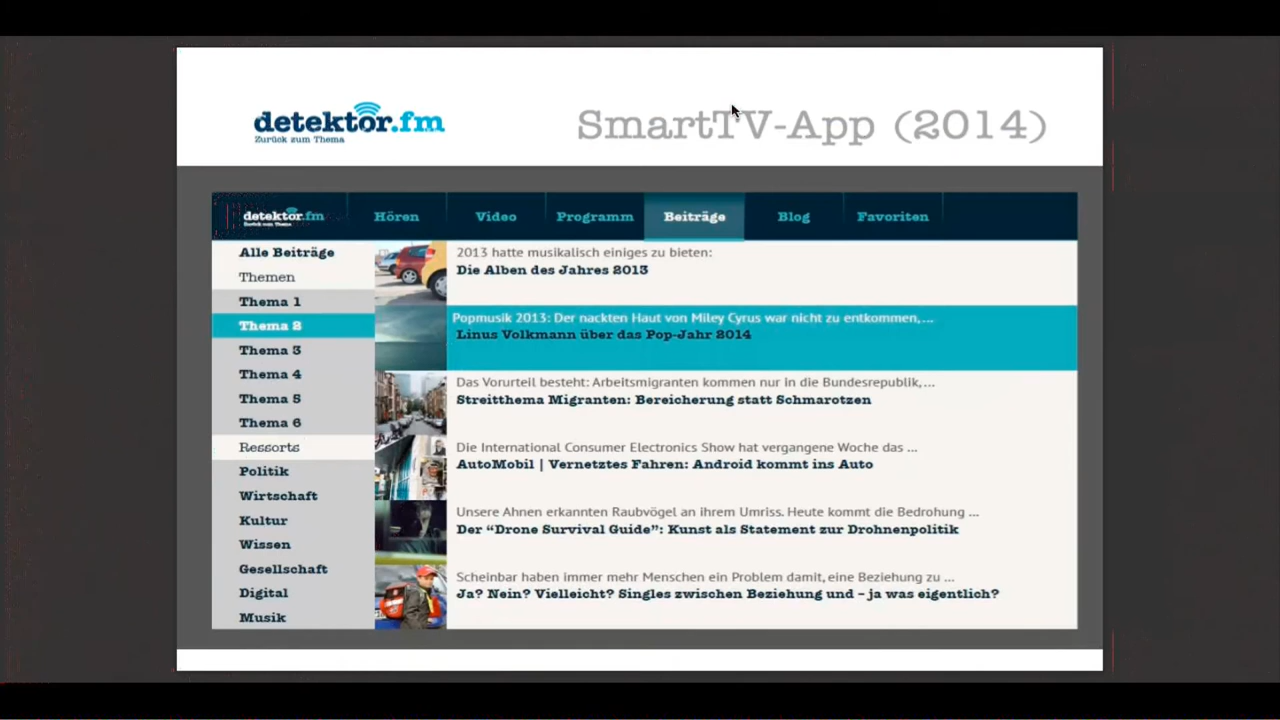 detektor.fm
Zurück zum Thema
SmartTV-App (2014)
detektor.fm
Zurück zum Thema
Hören
Video
Programm
Beiträge
Blog
Favoriten
Alle Beiträge
Themen
Thema 1
Thema 2
Thema 3
Thema 4
Thema 5
Thema 6
Ressorts
Politik
Wirtschaft
Kultur
Wissen
Gesellschaft
Digital
Musik
2013 hatte musikalisch einiges zu bieten:
Die Alben des Jahres 2013
Popmusik 2013: Der nackten Haut von Miley Cyrus war nicht zu entkommen,...
Linus Volkmann über das Pop-Jahr 2014
Das Vorurteil besteht: Arbeitsmigranten kommen nur in die Bundesrepublik,...
Streitthema Migranten: Bereicherung statt Schmarotzen
Die International Consumer Electronics Show hat vergangene Woche das ...
AutoMobil | Vernetztes Fahren: Android kommt ins Auto
Unsere Ahnen erkannten Raubvögel an ihrem Umriss. Heute kommt die Bedrohung ...
Der “Drone Survival Guide”: Kunst als Statement zur Drohnenpolitik
Scheinbar haben immer mehr Menschen ein Problem damit, eine Beziehung zu ...
Ja? Nein? Vielleicht? Singles zwischen Beziehung und – ja was eigentlich?